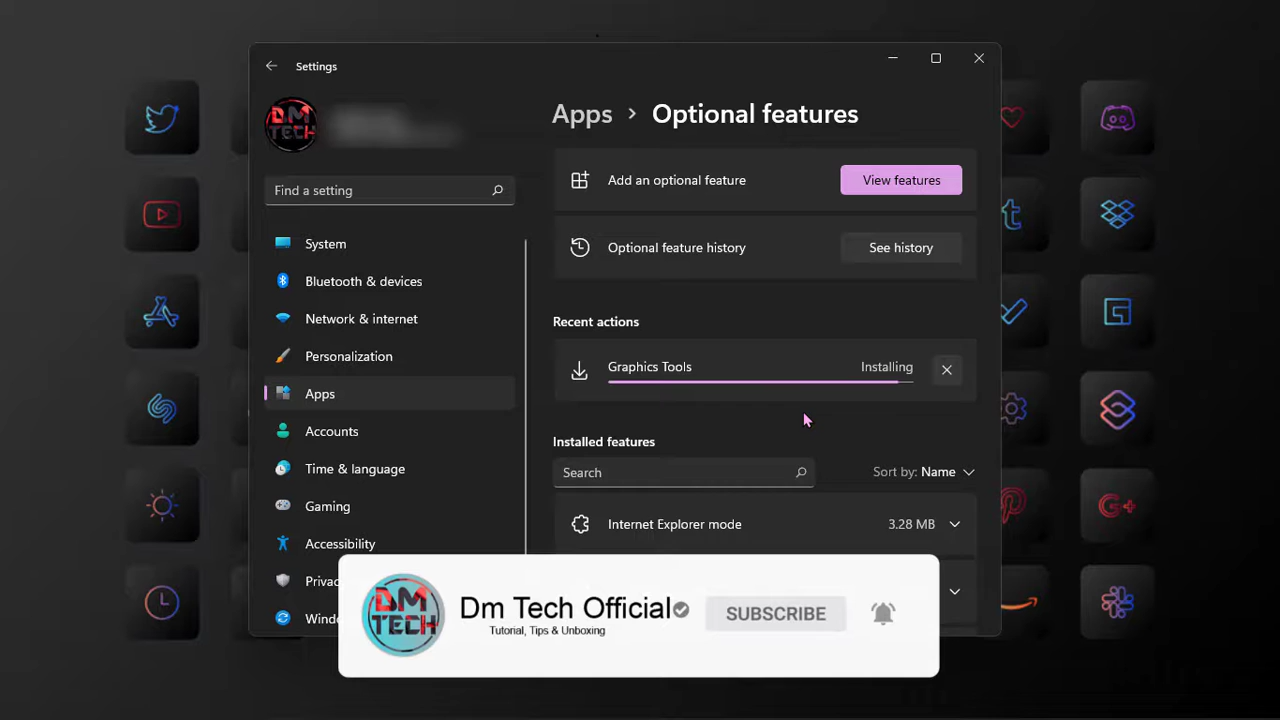 Settings
DM
TECH
Find a setting
System
Bluetooth & devices
Network & internet
Personalization
Apps
Accounts
Time & language
Gaming
Accessibility
Apps > Optional features
Add an optional feature
View features
Optional feature history
See history
Recent actions
Graphics Tools
Installing
Installed features
Search
Sort by: Name
Internet Explorer mode
3.28 MB
DM
TECH
Dm Tech Official
Tutorial, Tips & Unboxing
SUBSCRIBE